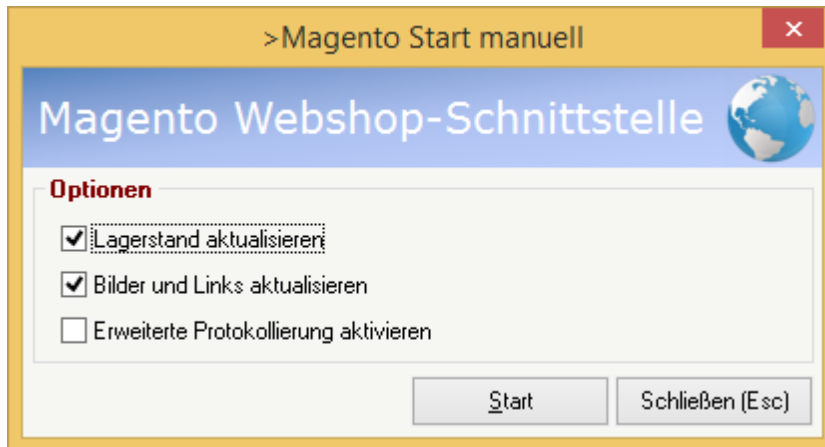 >Magento Start manuell
Magento Webshop-Schnittstelle
Optionen
Lagerstand aktualisieren
Bilder und Links aktualisieren
Erweiterte Protokollierung aktivieren
Start
Schließen (Esc)